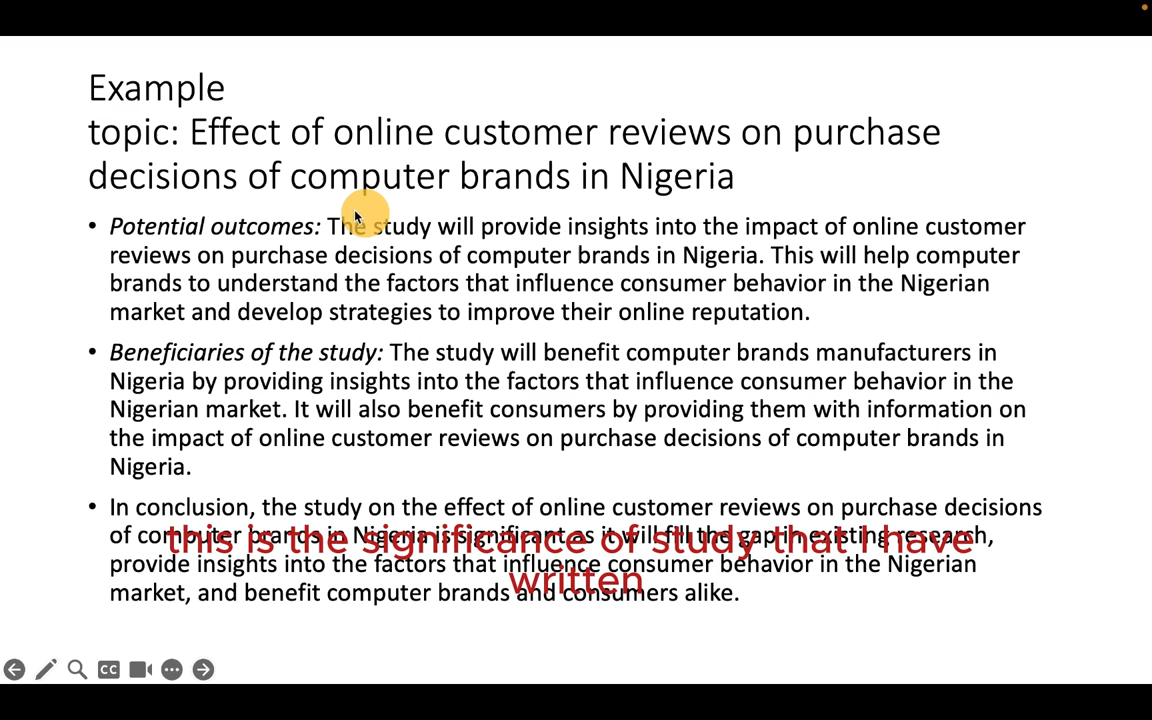 Example
topic: Effect of online customer reviews on purchase
decisions of computer brands in Nigeria
• Potential outcomes: The study will provide insights into the impact of online customer
reviews on purchase decisions of computer brands in Nigeria. This will help computer
brands to understand the factors that influence consumer behavior in the Nigerian
market and develop strategies to improve their online reputation.
• Beneficiaries of the study: The study will benefit computer brands manufacturers in
Nigeria by providing insights into the factors that influence consumer behavior in the
Nigerian market. It will also benefit consumers by providing them with information on
the impact of online customer reviews on purchase decisions of computer brands in
Nigeria.
• In conclusion, the study on the effect of online customer reviews on purchase decisions
of computer brands in Nigeria is significant as it will fill the gap in existing research,
provide insights into the factors that influence consumer behavior in the Nigerian
market, and benefit computer brands and consumers alike.
this is the significance of study that I have
written
CC